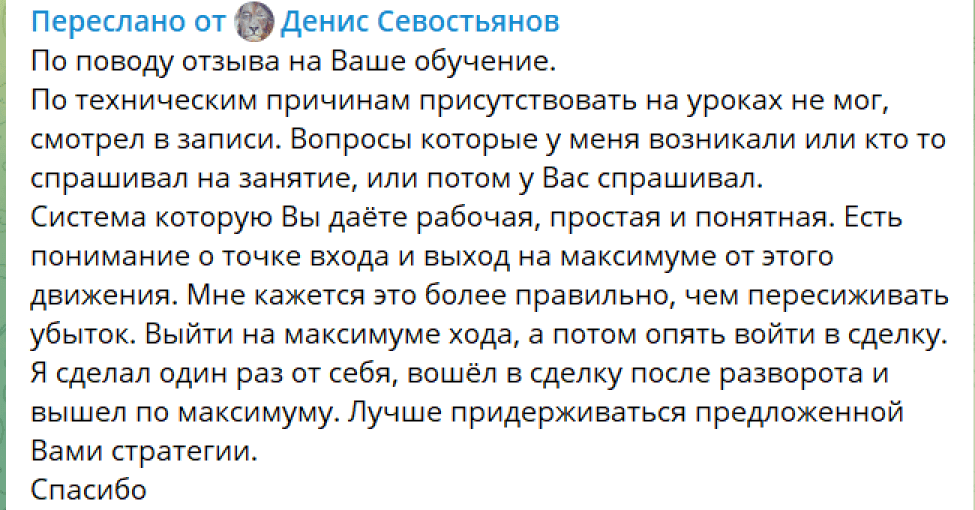 Переслано от Денис Севостьянов
По поводу отзыва на Ваше обучение.
По техническим причинам присутствовать на уроках не мог,
смотрел в записи. Вопросы которые у меня возникали или кто то
спрашивал на занятие, или потом у Вас спрашивал.
Система которую Вы даёте рабочая, простая и понятная. Есть
понимание о точке входа и выход на максимуме от этого
движения. Мне кажется это более правильно, чем пересиживать
убыток. Выйти на максимуме хода, а потом опять войти в сделку.
Я сделал один раз от себя, вошёл в сделку после разворота и
вышел по максимуму. Лучше придерживаться предложенной
Вами стратегии.
Спасибо